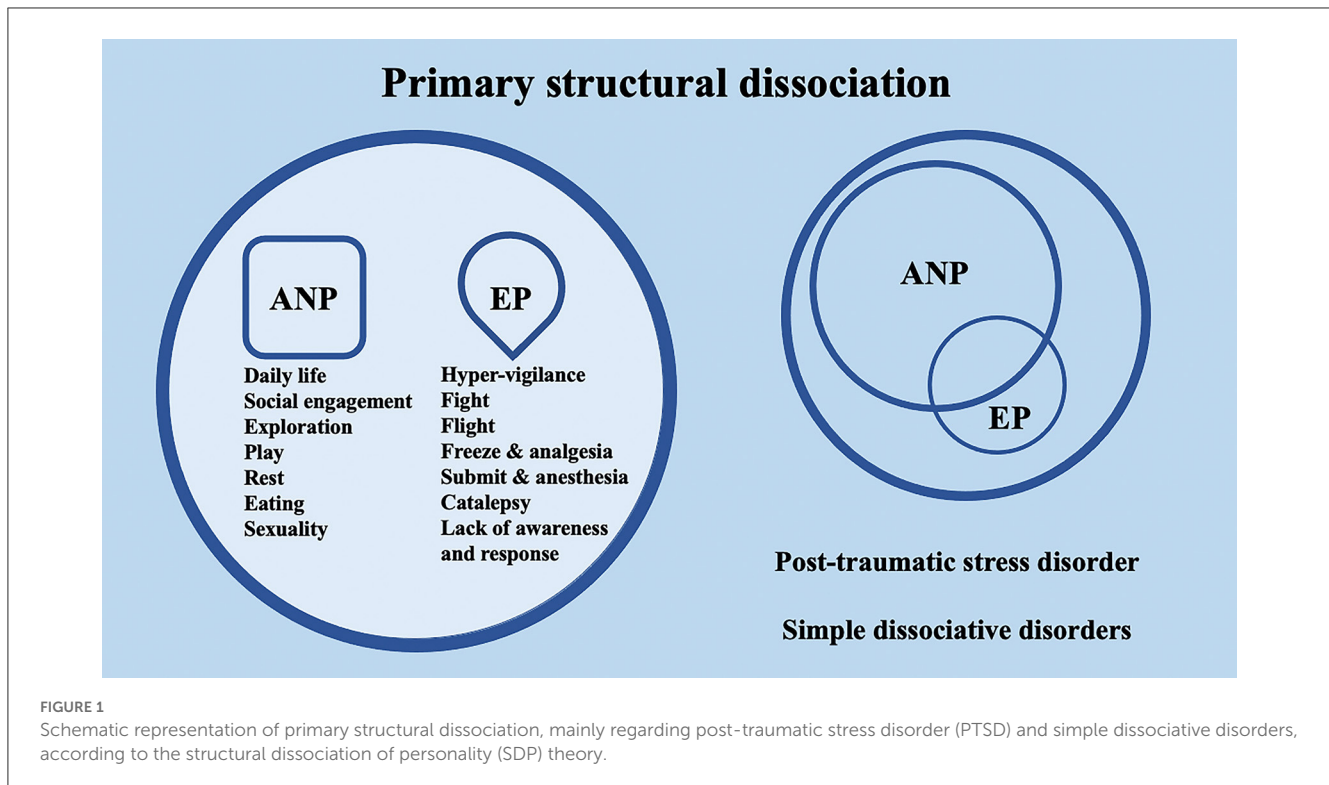 Primary structural dissociation
ANP
Daily life
Social engagement
Exploration
Play
Rest
Eating
Sexuality
EP
Hyper-vigilance
Fight
Flight
Freeze & analgesia
Submit & anesthesia
Catalepsy
Lack of awareness
and response
ANP
EP
Post-traumatic stress disorder
Simple dissociative disorders
FIGURE 1
Schematic representation of primary structural dissociation, mainly regarding post-traumatic stress disorder (PTSD) and simple dissociative disorders,
according to the structural dissociation of personality (SDP) theory.